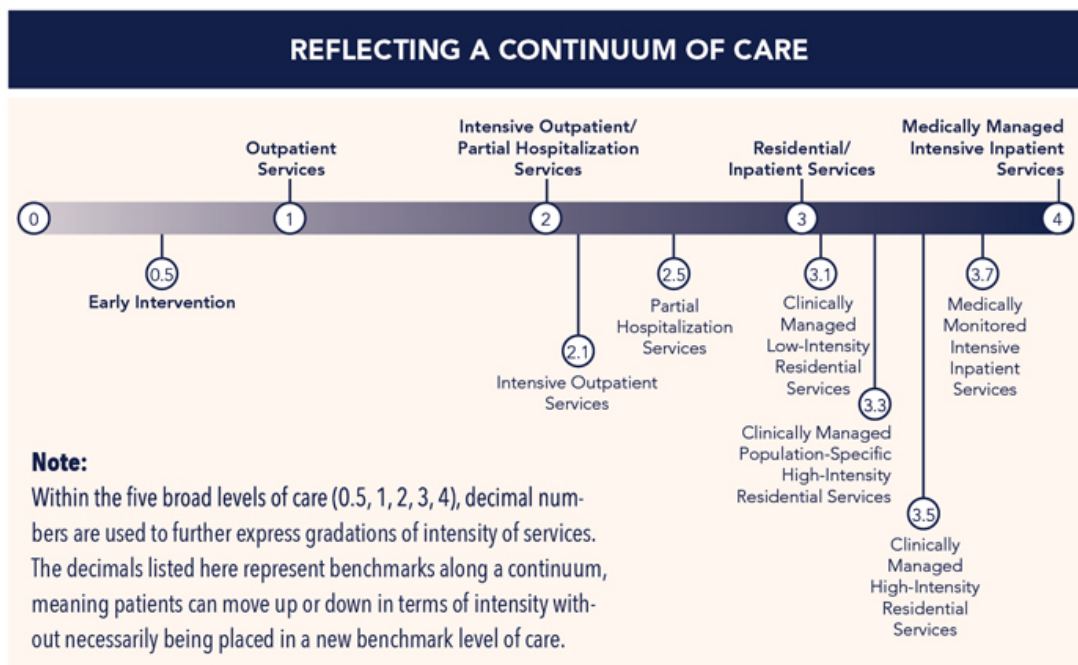 REFLECTING A CONTINUUM OF CARE
Outpatient
Services
Intensive Outpatient/
Partial Hospitalization
Services
Residential/
Inpatient Services
Medically Managed
Intensive Inpatient
Services
0
1
2
3
4
0.5
Early Intervention
2.1
Intensive Outpatient
Services
2.5
Partial
Hospitalization
Services
3.1
Clinically
Managed
Low-Intensity
Residential
Services
3.3
Clinically Managed
Population-Specific
High-Intensity
Residential Services
3.5
Clinically
Managed
High-Intensity
Residential
Services
3.7
Medically
Monitored
Intensive
Inpatient
Services
Note:
Within the five broad levels of care (0.5, 1, 2, 3, 4), decimal num-
bers are used to further express gradations of intensity of services.
The decimals listed here represent benchmarks along a continuum,
meaning patients can move up or down in terms of intensity with-
out necessarily being placed in a new benchmark level of care.